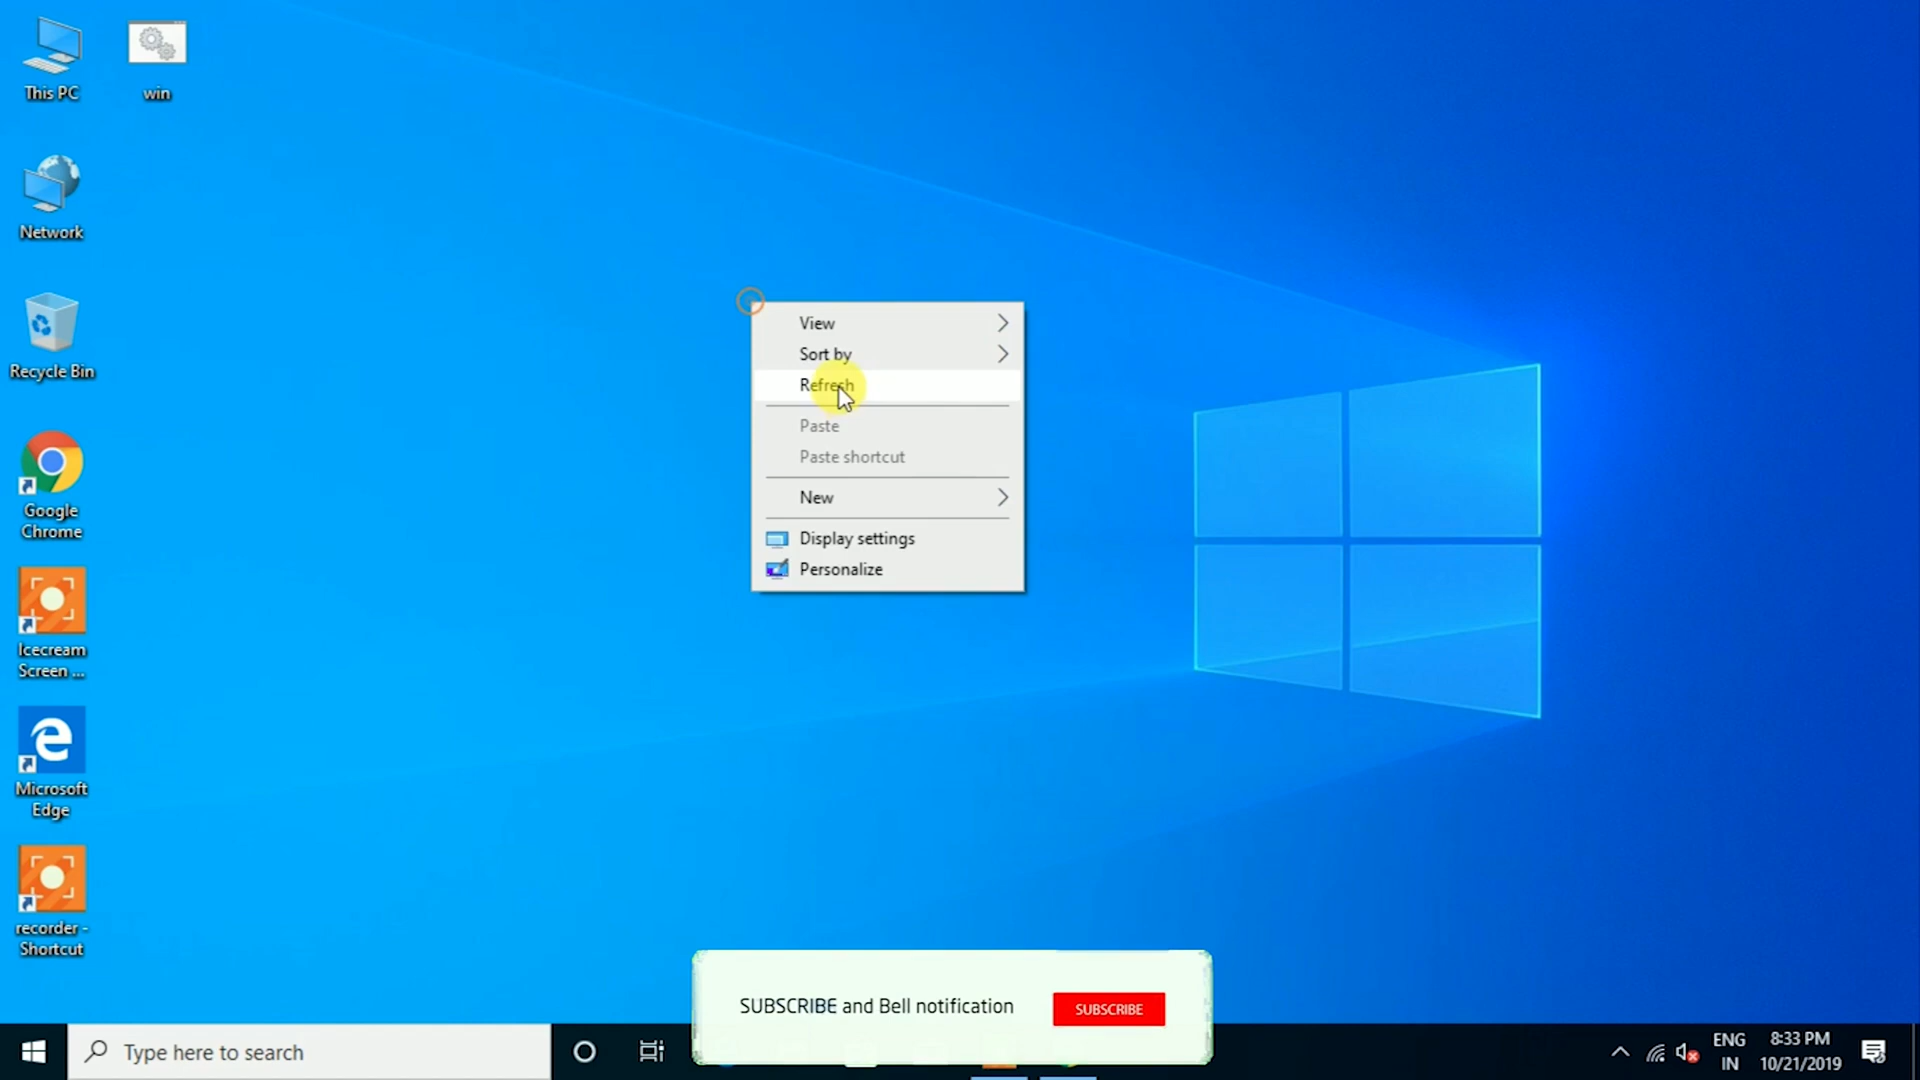 This PC
win
Network
Recycle Bin
Google
Chrome
Icecream
Screen ...
Microsoft
Edge
recorder -
Shortcut
View
Sort by
Refresh
Paste
Paste shortcut
New
Display settings
Personalize
SUBSCRIBE and Bell notification
SUBSCRIBE
Type here to search
ENG
IN
8:33 PM
10/21/2019